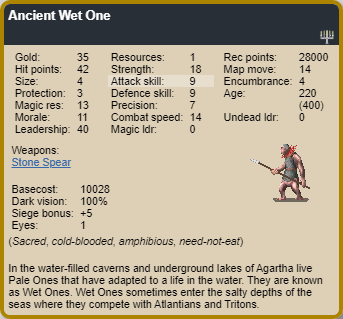 Ancient Wet One
Gold: 35 Resources: 1 Rec points: 28000
Hit points: 42 Strength: 18 Map move: 14
Size: 4 Attack skill: 9 Encumbrance: 4
Protection: 3 Defence skill: 9 Age: 220
Magic res: 13 Precision: 7 (400)
Morale: 11 Combat speed: 14 Undead ldr: 0
Leadership: 40 Magic ldr: 0
Weapons:
Stone Spear
Basecost: 10028
Dark vision: 100%
Siege bonus: +5
Eyes: 1
(Sacred, cold-blooded, amphibious, need-not-eat)
In the water-filled caverns and underground lakes of Agartha live
Pale Ones that have adapted to a life in the water. They are known
as Wet Ones. Wet Ones sometimes enter the salty depths of the
seas where they compete with Atlantians and Tritons.